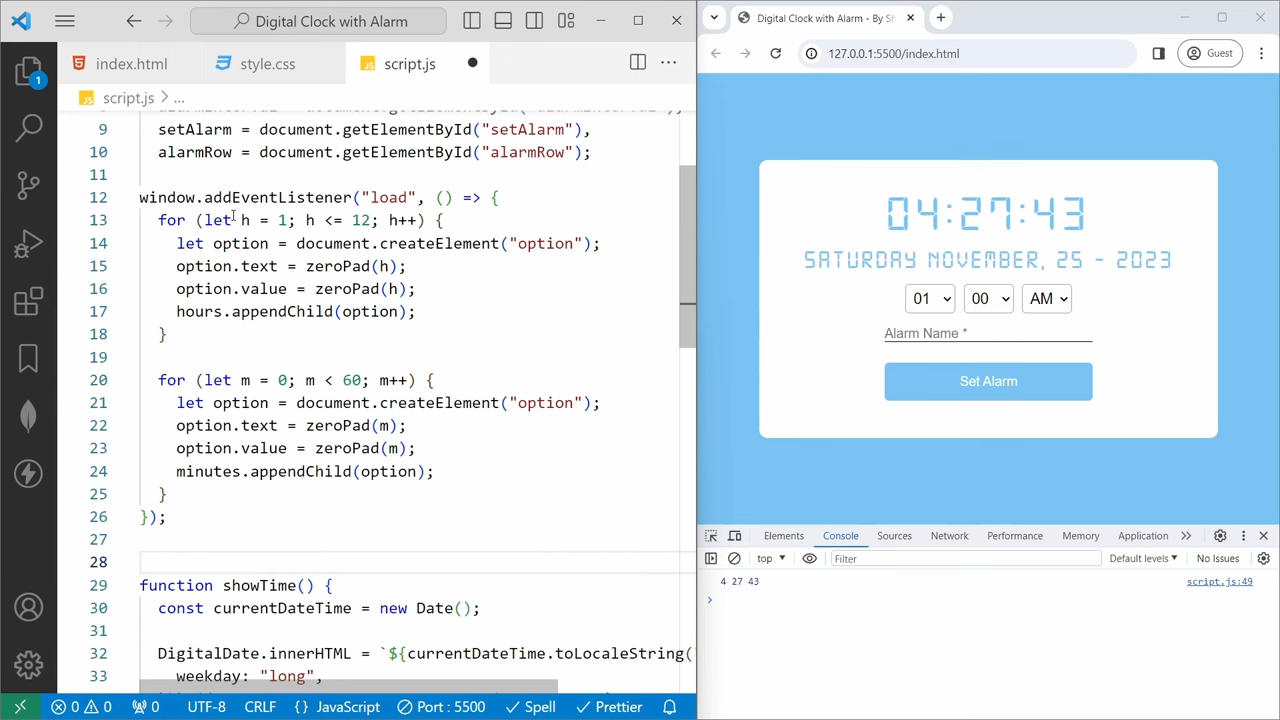 Digital Clock with Alarm
index.html
style.css
script.js
script.js > ...
9 setAlarm = document.getElementById("setAlarm"),
10 alarmRow = document.getElementById("alarmRow");
11
12 window.addEventListener("load", () => {
13 for (let h = 1; h <= 12; h++) {
14 let option = document.createElement("option");
15 option.text = zeroPad(h);
16 option.value = zeroPad(h);
17 hours.appendChild(option);
18 }
19
20 for (let m = 0; m < 60; m++) {
21 let option = document.createElement("option");
22 option.text = zeroPad(m);
23 option.value = zeroPad(m);
24 minutes.appendChild(option);
25 }
26 });
27
28
29 function showTime() {
30 const currentDateTime = new Date();
31
32 DigitalDate.innerHTML = `${currentDateTime.toLocaleString(
33 weekday: "long",
1
0 0 0 UTF-8 CRLF {} JavaScript Port : 5500 Spell Prettier
Digital Clock with Alarm - By Sh
127.0.0.1:5500/index.html
Guest
04:27:43
SATURDAY NOVEMBER, 25 - 2023
01 00 AM
Alarm Name *
Set Alarm
Elements Console Sources Network Performance Memory Application
top Filter Default levels No Issues
4 27 43 script.js:49